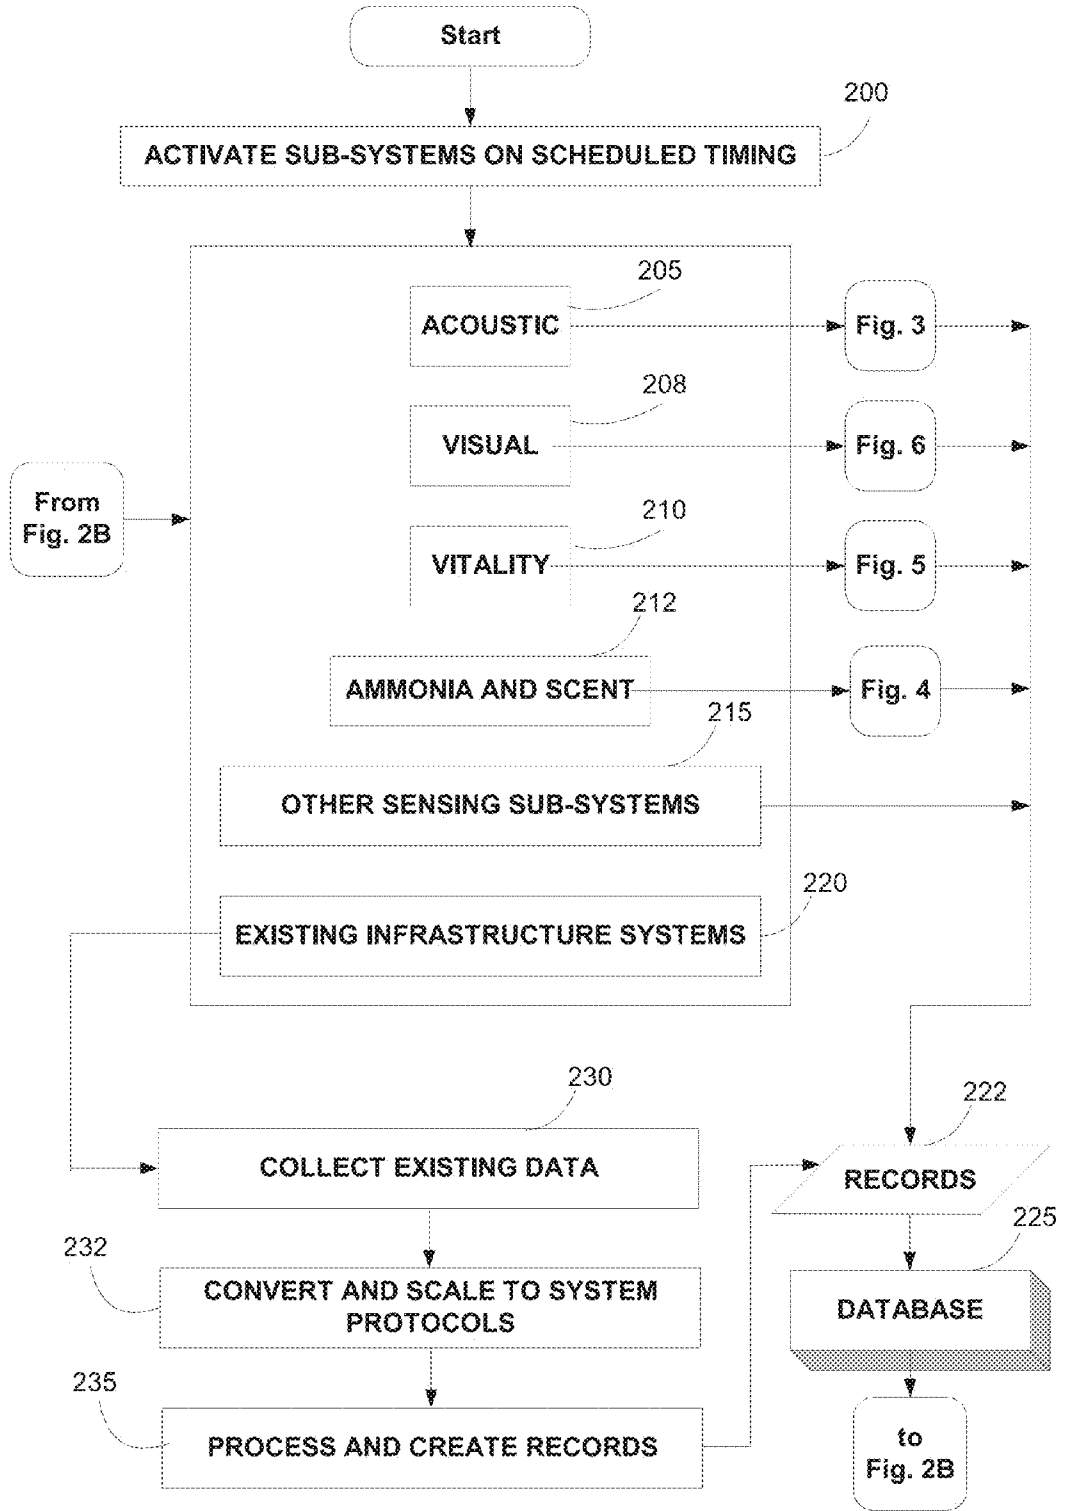 Start
200
ACTIVATE SUB-SYSTEMS ON SCHEDULED TIMING
205
ACOUSTIC
Fig. 3
208
VISUAL
Fig. 6
From
Fig. 2B
210
VITALITY
Fig. 5
212
AMMONIA AND SCENT
Fig. 4
215
OTHER SENSING SUB-SYSTEMS
220
EXISTING INFRASTRUCTURE SYSTEMS
230
COLLECT EXISTING DATA
222
RECORDS
232
CONVERT AND SCALE TO SYSTEM
PROTOCOLS
225
DATABASE
235
PROCESS AND CREATE RECORDS
to
Fig. 2B